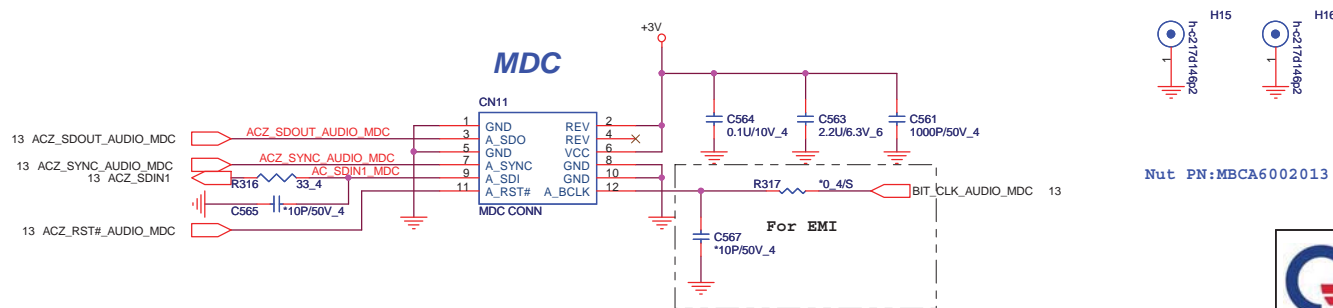 MDC
+3V
H15
H16
h-c217d146p2
h-c217d146p2
1
1
CN11
13 ACZ_SDOUT_AUDIO_MDC
ACZ_SDOUT_AUDIO_MDC
13 ACZ_SYNC_AUDIO_MDC
ACZ_SYNC_AUDIO_MDC
13 ACZ_SDIN1
AC_SDIN1_MDC
R316
33_4
C565
*10P/50V_4
13 ACZ_RST#_AUDIO_MDC
1 GND REV 2
3 A_SDO REV 4
5 GND VCC 6
7 A_SYNC GND 8
9 A_SDI GND 10
11 A_RST# A_BCLK 12
MDC CONN
C564
0.1U/10V_4
C563
2.2U/6.3V_6
C561
1000P/50V_4
R317
*0_4/S
BIT_CLK_AUDIO_MDC 13
For EMI
C567
*10P/50V_4
Nut PN:MBCA6002013